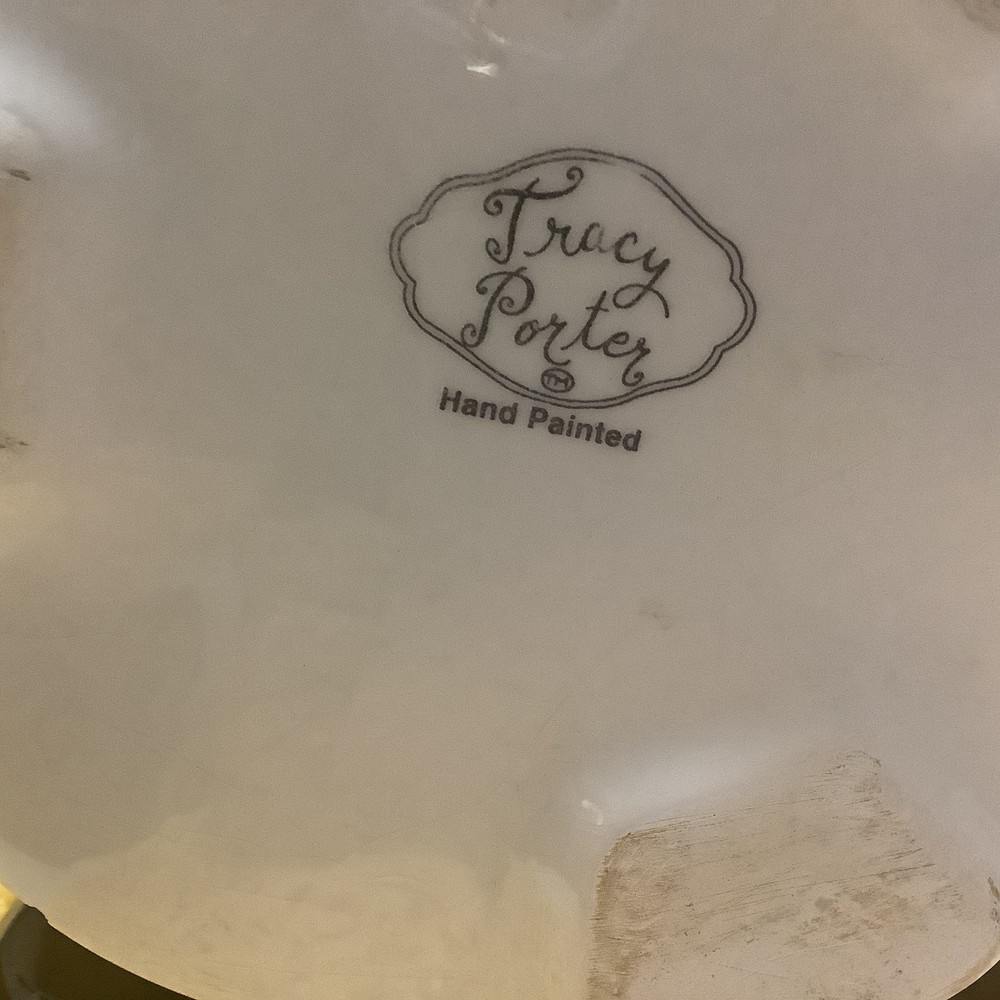 Tracy
Porter
TM
Hand Painted